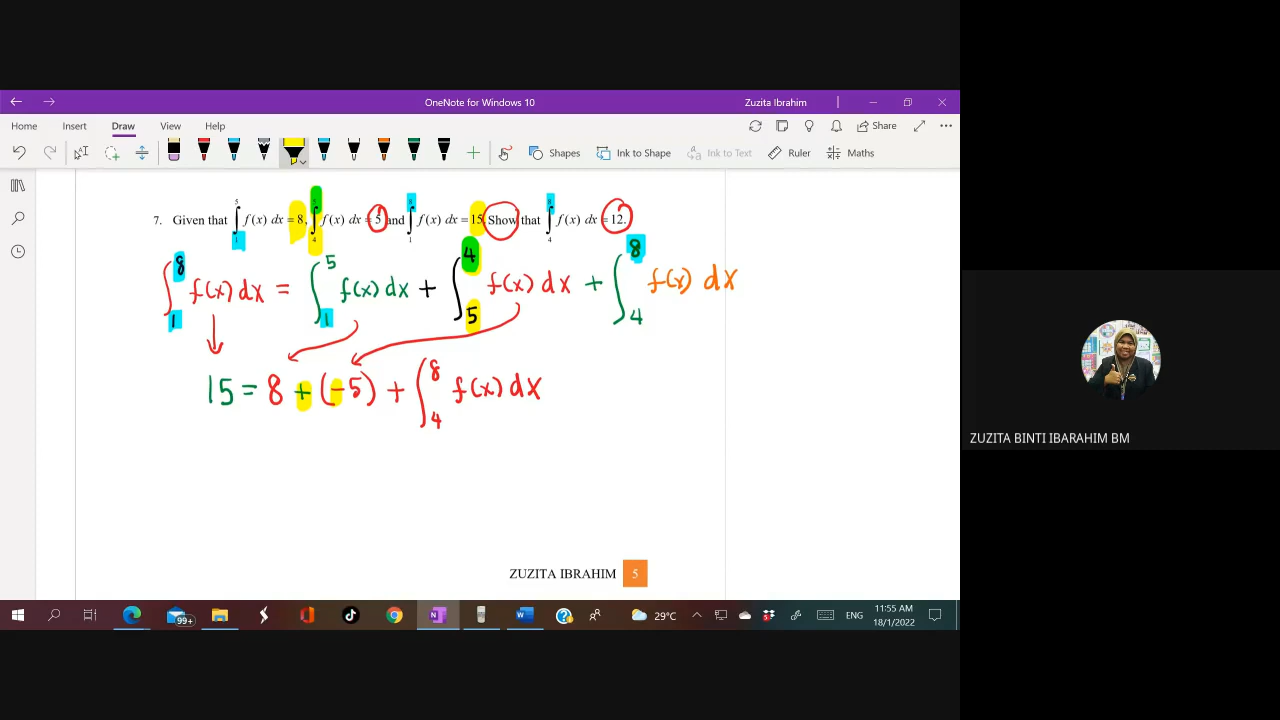 OneNote for Windows 10
Zuzita Ibrahim
Home Insert Draw View Help
Share
Shapes Ink to Shape Ink to Text Ruler Maths
7. Given that ∫₁⁵ f(x) dx = 8, ∫₄⁵ f(x) dx = 5 and ∫₁⁸ f(x) dx = 15. Show that ∫₄⁸ f(x) dx = 12.
∫₁⁸ f(x) dx = ∫₁⁵ f(x) dx + ∫₅⁴ f(x) dx + ∫₄⁸ f(x) dx
15 = 8 + (-5) + ∫₄⁸ f(x) dx
ZUZITA IBRAHIM 5
ZUZITA BINTI IBARAHIM BM
99+
29°C
ENG
11:55 AM
18/1/2022